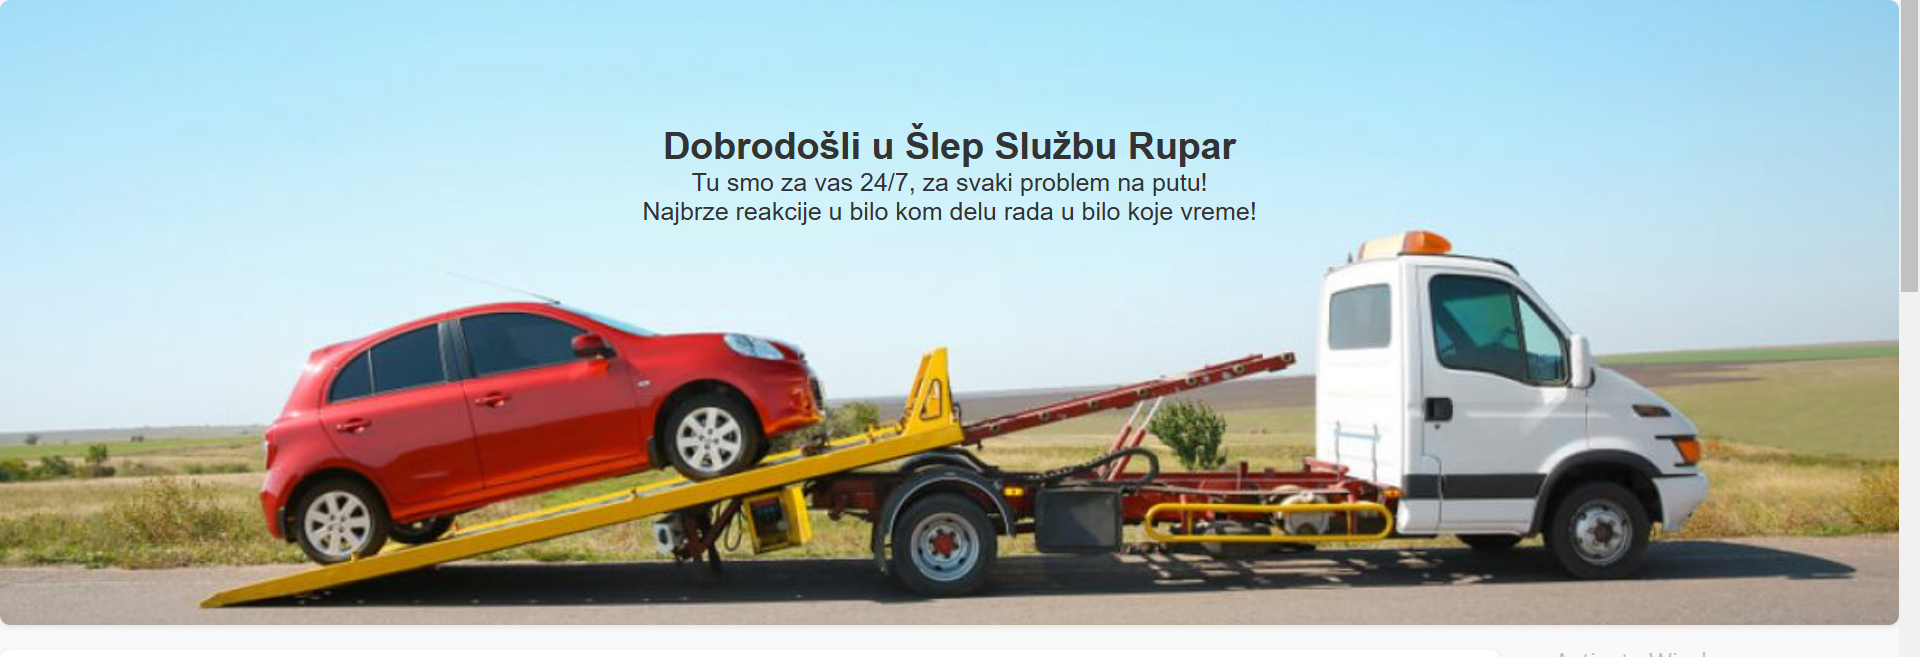 Dobrodošli u Šlep Službu Rupar
Tu smo za vas 24/7, za svaki problem na putu!
Najbrze reakcije u bilo kom delu rada u bilo koje vreme!